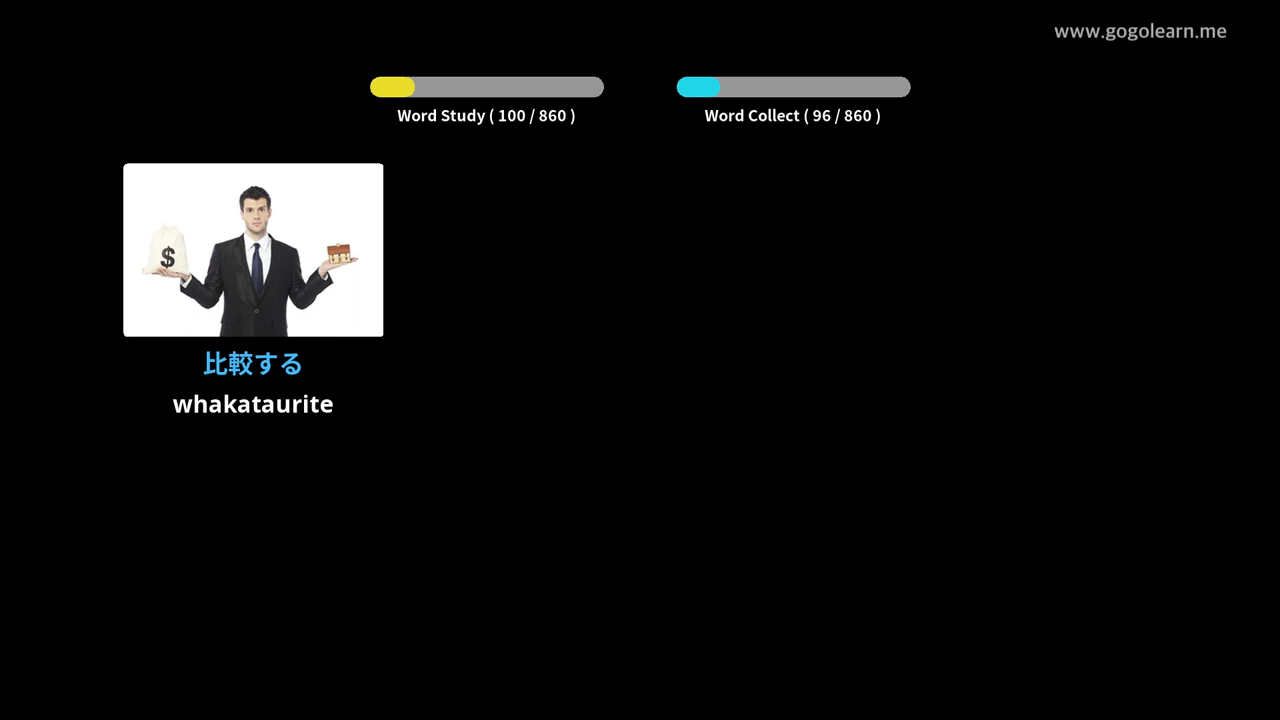 www.gogolearn.me
Word Study ( 100 / 860 )
Word Collect ( 96 / 860 )
$
比較する
whakataurite